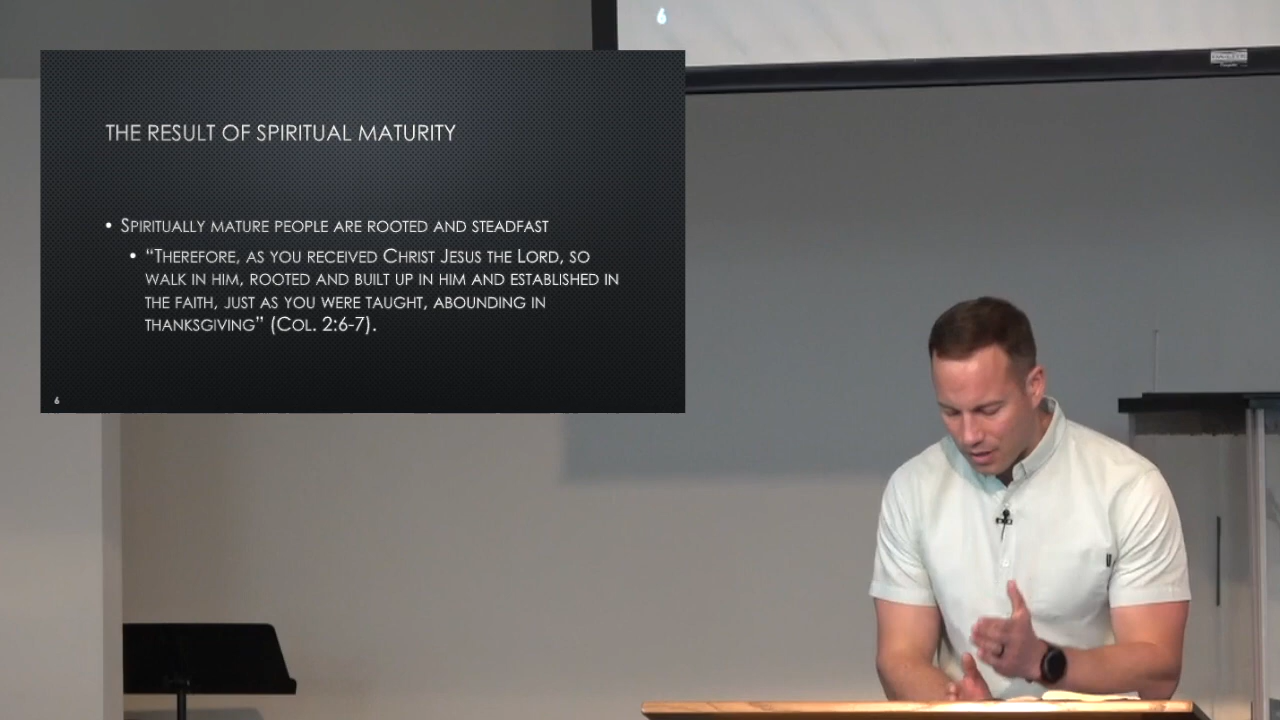 6
THE RESULT OF SPIRITUAL MATURITY
• SPIRITUALLY MATURE PEOPLE ARE ROOTED AND STEADFAST
• “THEREFORE, AS YOU RECEIVED CHRIST JESUS THE LORD, SO
WALK IN HIM, ROOTED AND BUILT UP IN HIM AND ESTABLISHED IN
THE FAITH, JUST AS YOU WERE TAUGHT, ABOUNDING IN
THANKSGIVING” (COL. 2:6-7).
6